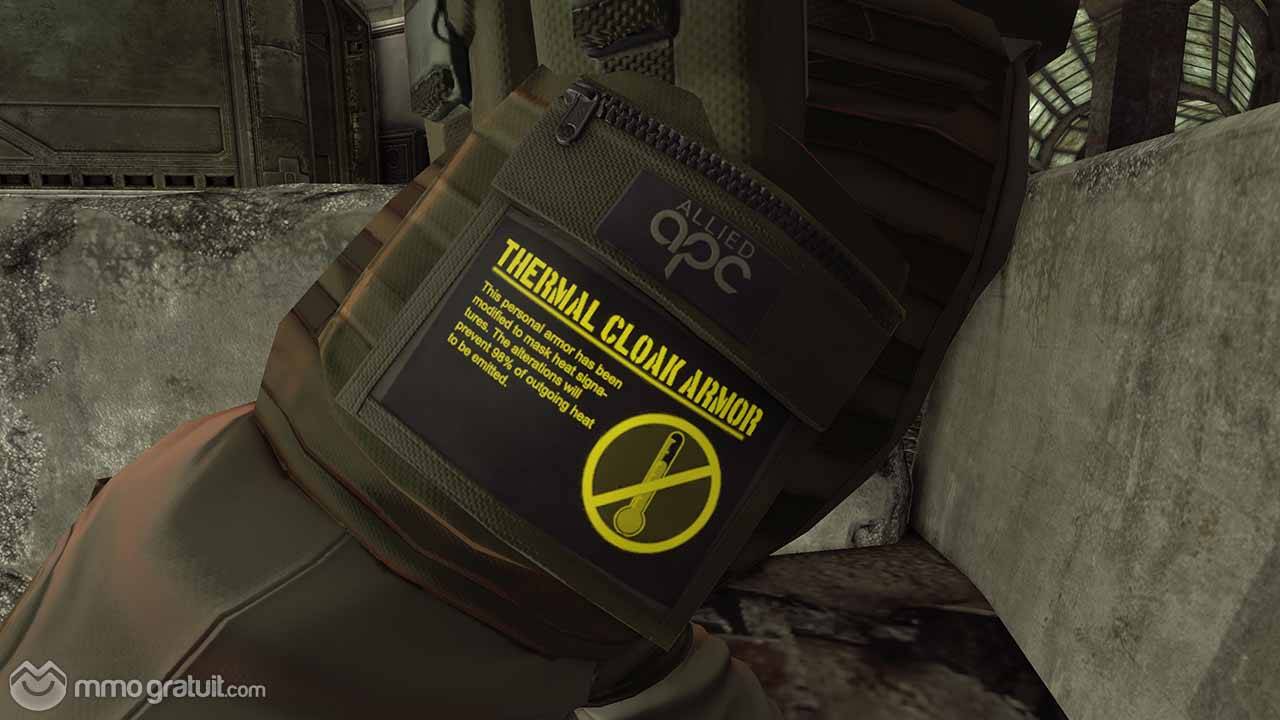 ALLIED
apc
THERMAL CLOAK ARMOR
This personal armor has been
modified to mask heat signa-
tures. The alterations will
prevent 98% of outgoing heat
to be emitted.
mmogratuit.com